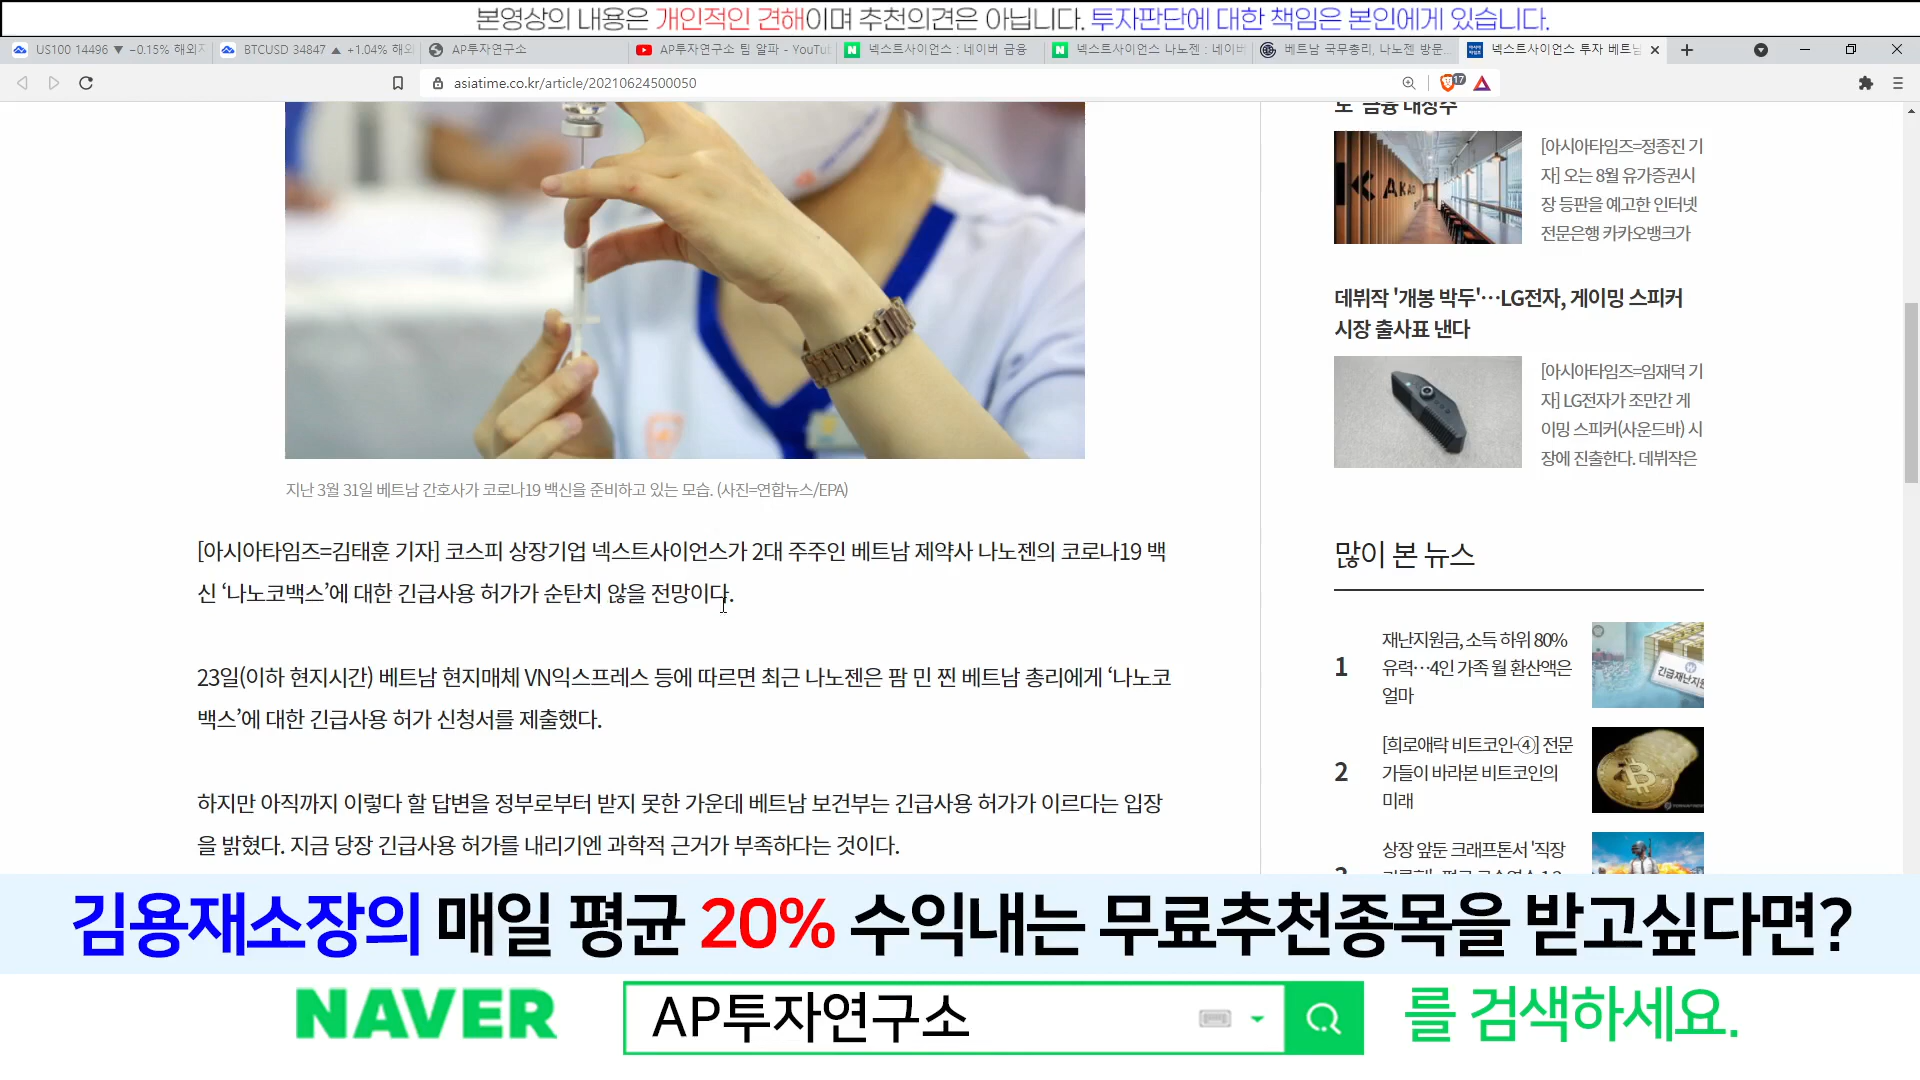 본영상의 내용은 개인적인 견해이며 추천의견은 아닙니다. 투자판단에 대한 책임은 본인에게 있습니다.
US100 14496 ▼ −0.15% 해외
BTCUSD 34847 ▲ +1.04% 해외
AP투자연구소
AP투자연구소 팀 알파 - YouTu
넥스트사이언스 : 네이버 금융
넥스트사이언스 나노젠 : 네이버
베트남 국무총리, 나노젠 방문...
넥스트사이언스 투자 베트남
asiatime.co.kr/article/20210624500050
17
지난 3월 31일 베트남 간호사가 코로나19 백신을 준비하고 있는 모습. (사진=연합뉴스/EPA)
[아시아타임즈=김태훈 기자] 코스피 상장기업 넥스트사이언스가 2대 주주인 베트남 제약사 나노젠의 코로나19 백
신 ‘나노코백스’에 대한 긴급사용 허가가 순탄치 않을 전망이다.
23일(이하 현지시간) 베트남 현지매체 VN익스프레스 등에 따르면 최근 나노젠은 팜 민 찐 베트남 총리에게 ‘나노코
백스’에 대한 긴급사용 허가 신청서를 제출했다.
하지만 아직까지 이렇다 할 답변을 정부로부터 받지 못한 가운데 베트남 보건부는 긴급사용 허가가 이르다는 입장
을 밝혔다. 지금 당장 긴급사용 허가를 내리기엔 과학적 근거가 부족하다는 것이다.
도 '금융 대장주'
KAKAO
[아시아타임즈=정종진 기
자] 오는 8월 유가증권시
장 등판을 예고한 인터넷
전문은행 카카오뱅크가
데뷔작 '개봉 박두'…LG전자, 게이밍 스피커
시장 출사표 낸다
[아시아타임즈=임재덕 기
자] LG전자가 조만간 게
이밍 스피커(사운드바) 시
장에 진출한다. 데뷔작은
많이 본 뉴스
1
재난지원금, 소득 하위 80%
유력…4인 가족 월 환산액은
얼마
긴급재난지원
2
[희로애락 비트코인-④] 전문
가들이 바라본 비트코인의
미래
상장 앞둔 크래프톤서 '직장
김용재소장의 매일 평균 20% 수익내는 무료추천종목을 받고싶다면?
NAVER
AP투자연구소
를 검색하세요.